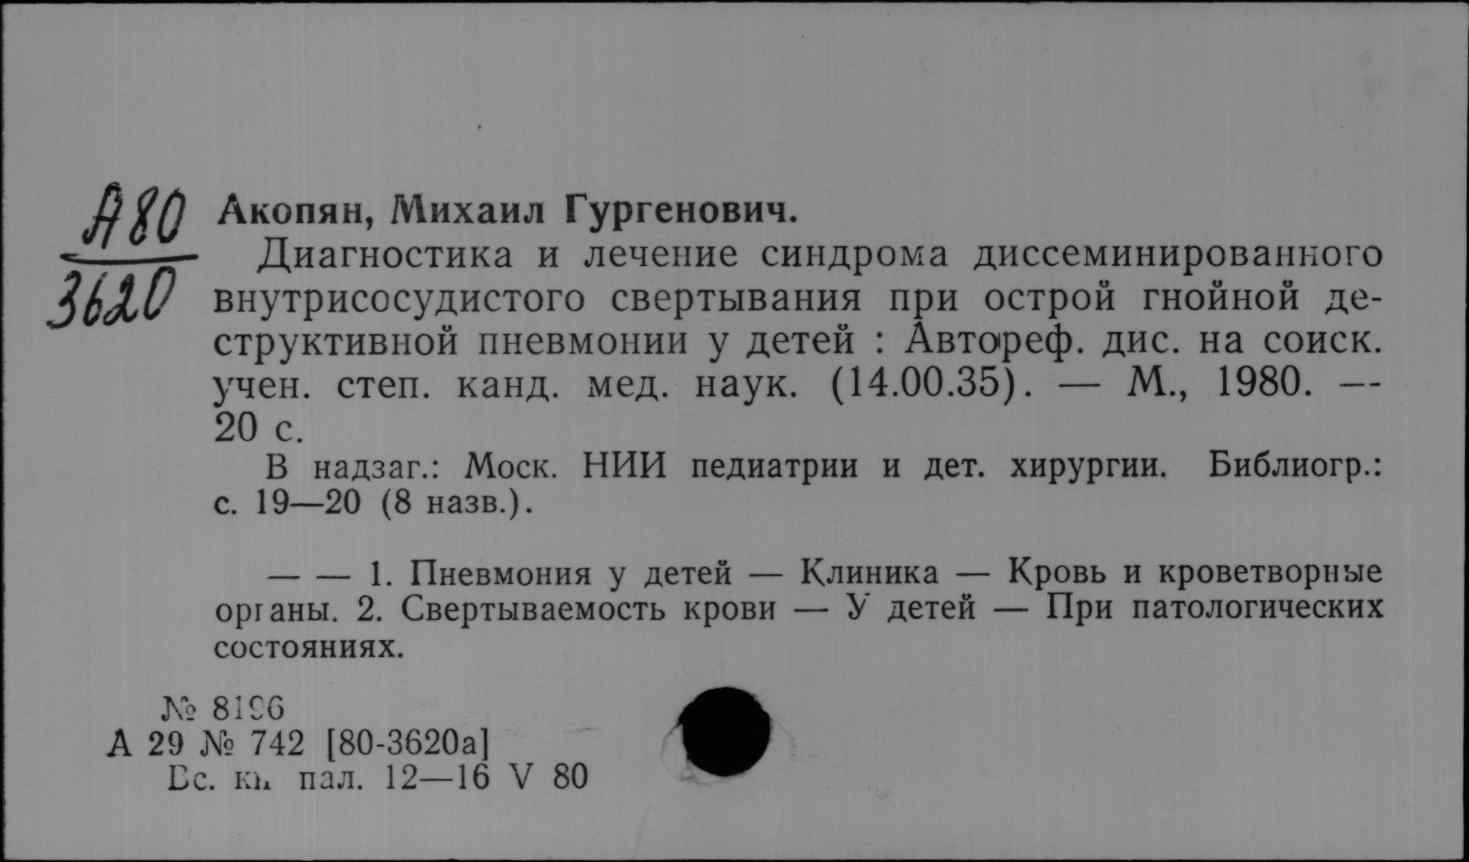 А80
3620
Акопян, Михаил Гургенович.
Диагностика и лечение синдрома диссеминированного
внутрисосудистого свертывания при острой гнойной де-
структивной пневмонии у детей : Автореф. дис. на соиск.
учен. степ. канд. мед. наук. (14.00.35). — М., 1980. —
20 с.
В надзаг.: Моск. НИИ педиатрии и дет. хирургии. Библиогр.:
с. 19—20 (8 назв.).
— — 1. Пневмония у детей — Клиника — Кровь и кроветворные
органы. 2. Свертываемость крови — У детей — При патологических
состояниях.
№ 8196
А 29 № 742 [80-3620а]
Вс. кн. пал. 12—16 V 80